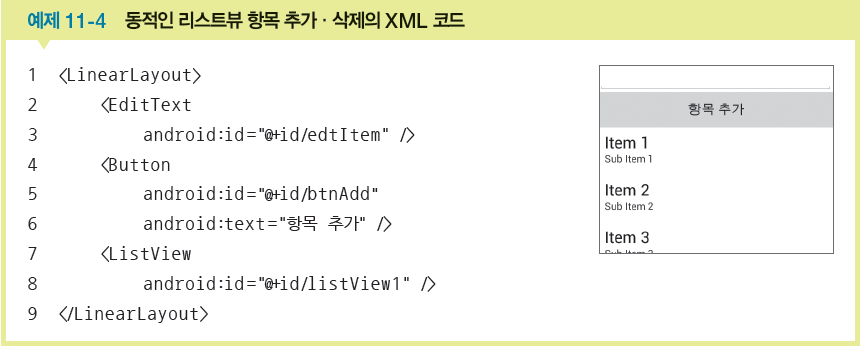 예제 11-4 동적인 리스트뷰 항목 추가·삭제의 XML 코드
1 <LinearLayout>
2 <EditText
3 android:id="@+id/edtItem" />
4 <Button
5 android:id="@+id/btnAdd"
6 android:text="항목 추가" />
7 <ListView
8 android:id="@+id/listView1" />
9 </LinearLayout>
항목 추가
Item 1
Sub Item 1
Item 2
Sub Item 2
Item 3
Sub Item 3